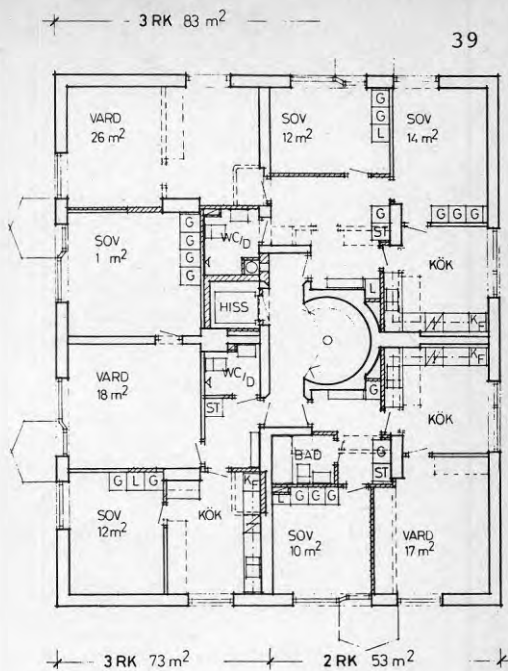 3 RK 83 m²
39
VARD
26 m²
SOV
12 m²
G
G
L
SOV
14 m²
SOV
1 m²
G
G
G
G
WC/D
G
ST
G G G
KÖK
HISS
L
K F
VARD
18 m²
WC/D
ST
G
K F
KÖK
BAD
G
ST
G L G
K F
L G G G
SOV
12 m²
KÖK
SOV
10 m²
VARD
17 m²
3 RK 73 m²
2 RK 53 m²